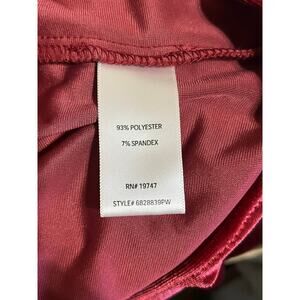 93% POLYESTER
7% SPANDEX
RN# 19747
STYLE# 6828839PW